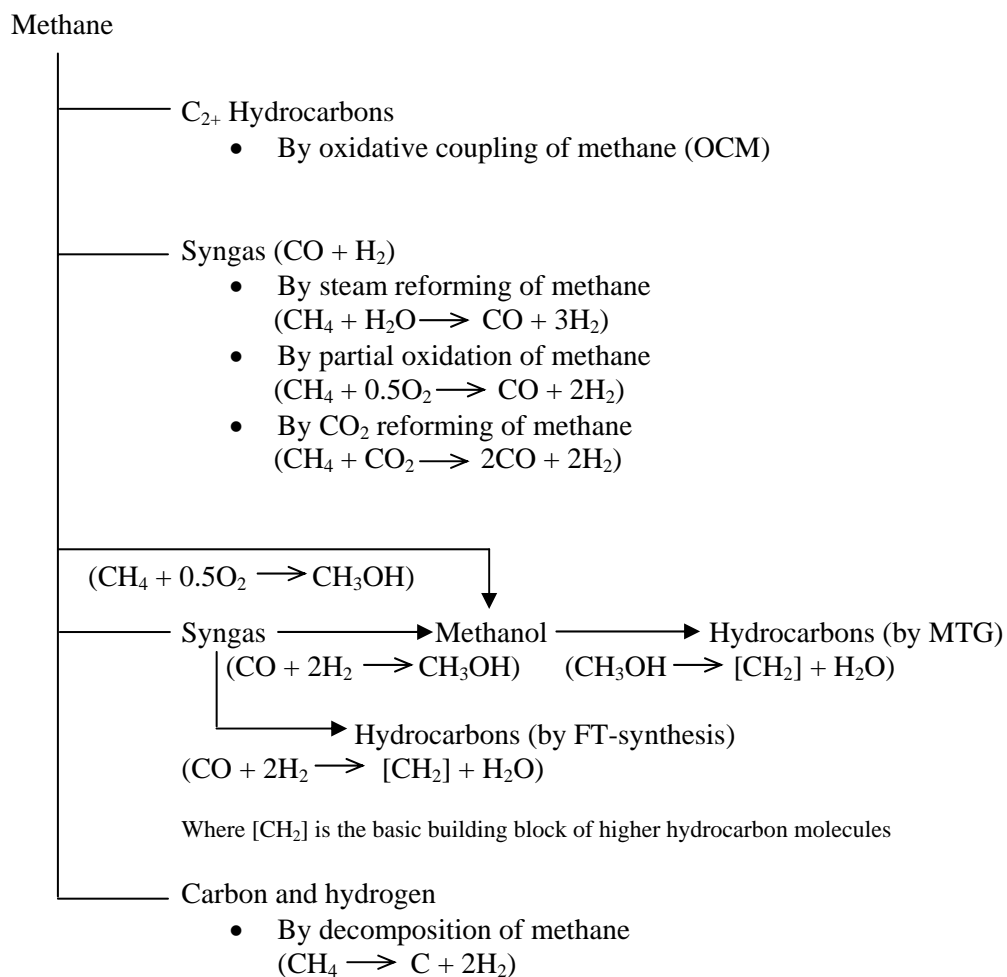 Methane
C₂₊ Hydrocarbons
• By oxidative coupling of methane (OCM)
Syngas (CO + H₂)
• By steam reforming of methane
(CH₄ + H₂O → CO + 3H₂)
• By partial oxidation of methane
(CH₄ + 0.5O₂ → CO + 2H₂)
• By CO₂ reforming of methane
(CH₄ + CO₂ → 2CO + 2H₂)
(CH₄ + 0.5O₂ → CH₃OH)
Syngas → Methanol → Hydrocarbons (by MTG)
(CO + 2H₂ → CH₃OH) (CH₃OH → [CH₂] + H₂O)
Hydrocarbons (by FT-synthesis)
(CO + 2H₂ → [CH₂] + H₂O)
Where [CH₂] is the basic building block of higher hydrocarbon molecules
Carbon and hydrogen
• By decomposition of methane
(CH₄ → C + 2H₂)